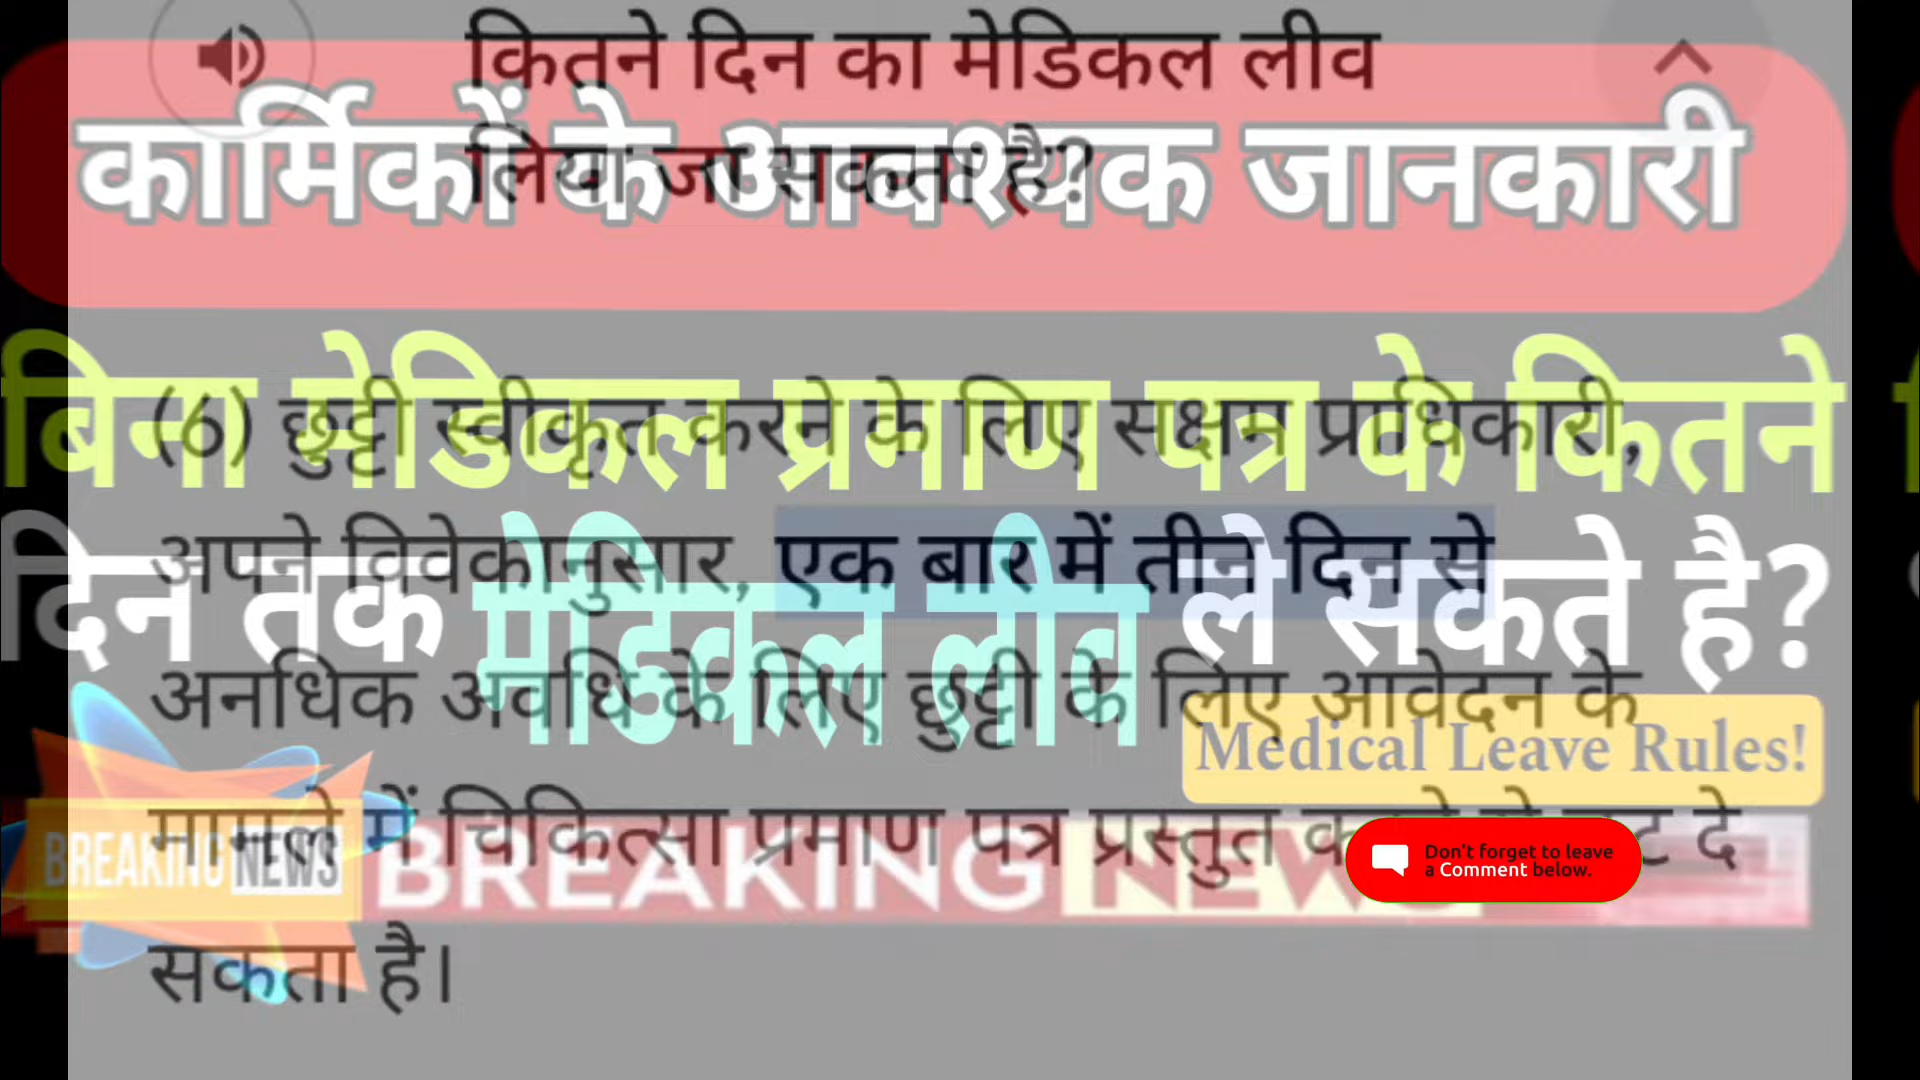 कितने दिन का मेडिकल लीव
लिया जा सकता है?
कार्मिकों के आवश्यक जानकारी
बिना मेडिकल प्रमाण पत्र के कितने
दिन तक मेडिकल लीव ले सकते है?
(6) छुट्टी स्वीकृत करने के लिए सक्षम प्राधिकारी,
अपने विवेकानुसार, एक बार में तीन दिन से
अनधिक अवधि के लिए छुट्टी के लिए आवेदन के
मामले में चिकित्सा प्रमाण पत्र प्रस्तुत दे
सकता है।
Medical Leave Rules!
BREAKING NEWS
BREAKING NEWS
Don't forget to leave
a Comment below.